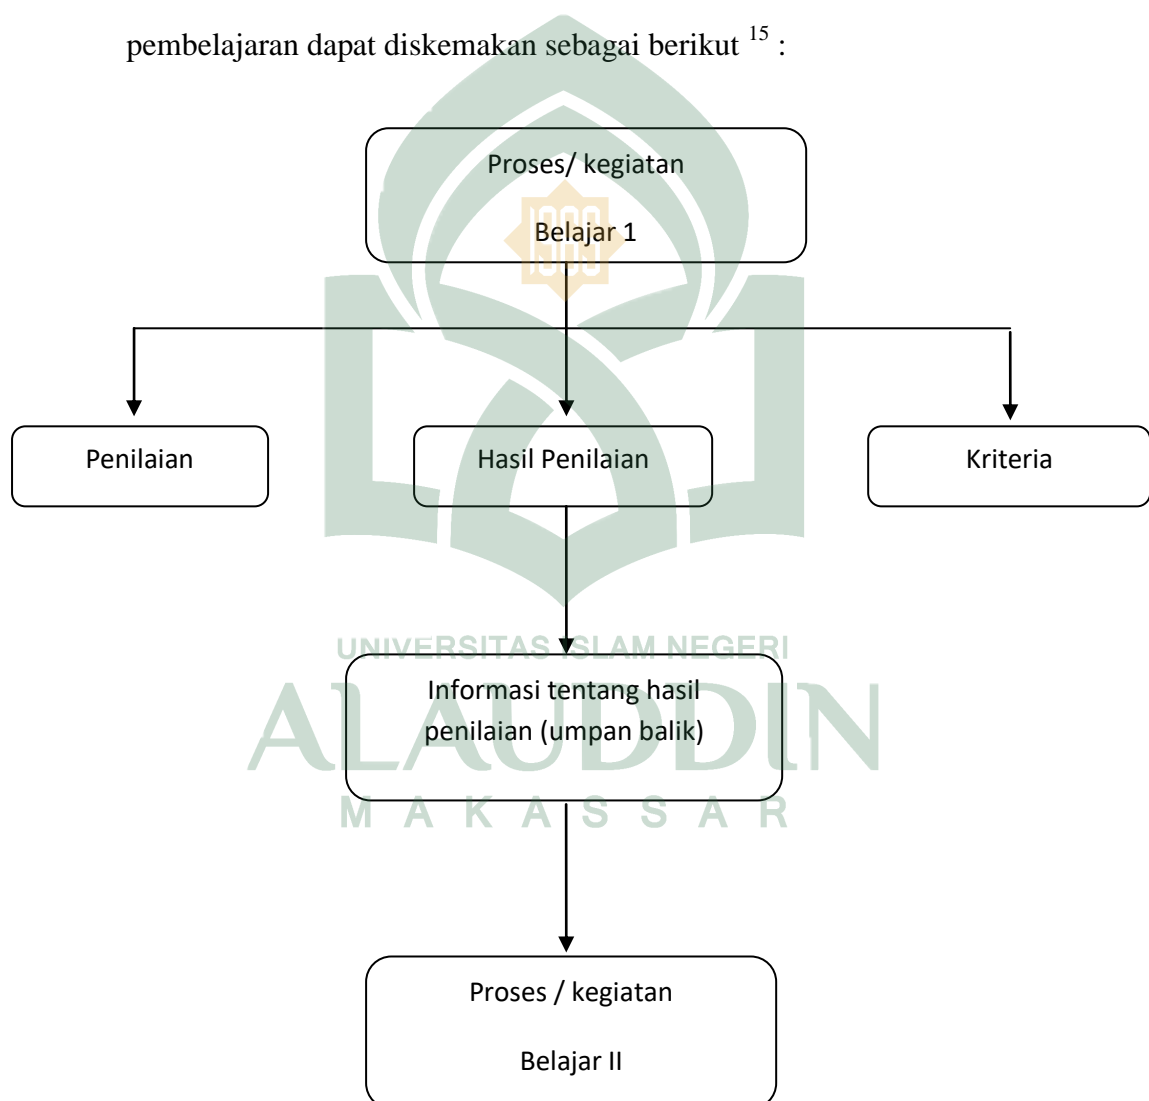 pembelajaran dapat diskemakan sebagai berikut 15 :
Proses/ kegiatan
Belajar 1
Penilaian
Hasil Penilaian
Kriteria
UNIVERSITAS ISLAM NEGERI
Informasi tentang hasil
penilaian (umpan balik)
ALAUDDIN
MAKASSAR
Proses / kegiatan
Belajar II